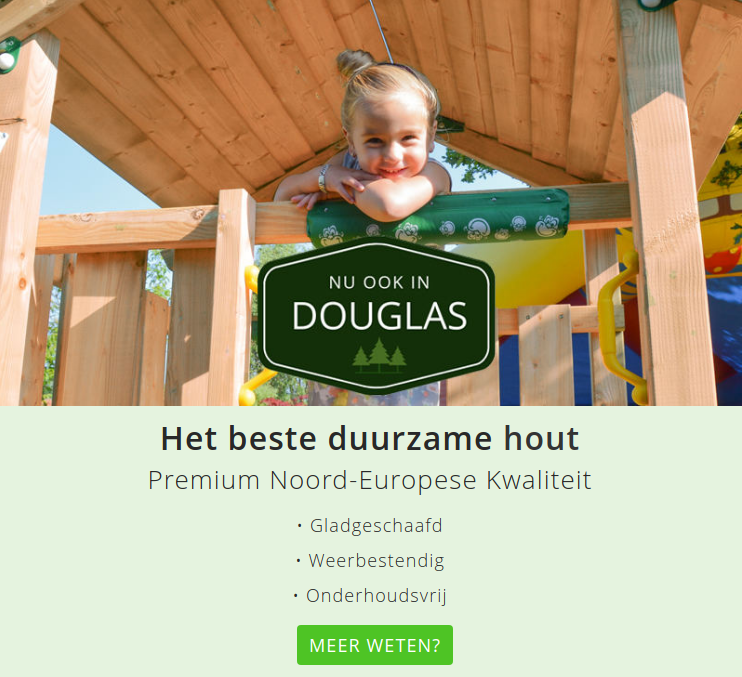 NU OOK IN
DOUGLAS
Het beste duurzame hout
Premium Noord-Europese Kwaliteit
• Gladgeschaafd
• Weerbestendig
• Onderhoudsvrij
MEER WETEN?